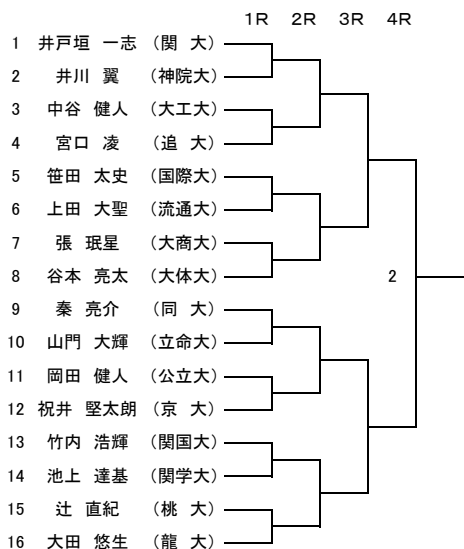 1R 2R 3R 4R
1 井戸垣 一志 （関 大）
2 井川 翼 （神院大）
3 中谷 健人 （大工大）
4 宮口 凌 （追 大）
5 笹田 太史 （国際大）
6 上田 大聖 （流通大）
7 張 珉星 （大商大）
8 谷本 亮太 （大体大）
2
9 秦 亮介 （同 大）
10 山門 大輝 （立命大）
11 岡田 健人 （公立大）
12 祝井 堅太朗 （京 大）
13 竹内 浩輝 （関国大）
14 池上 達基 （関学大）
15 辻 直紀 （桃 大）
16 大田 悠生 （龍 大）